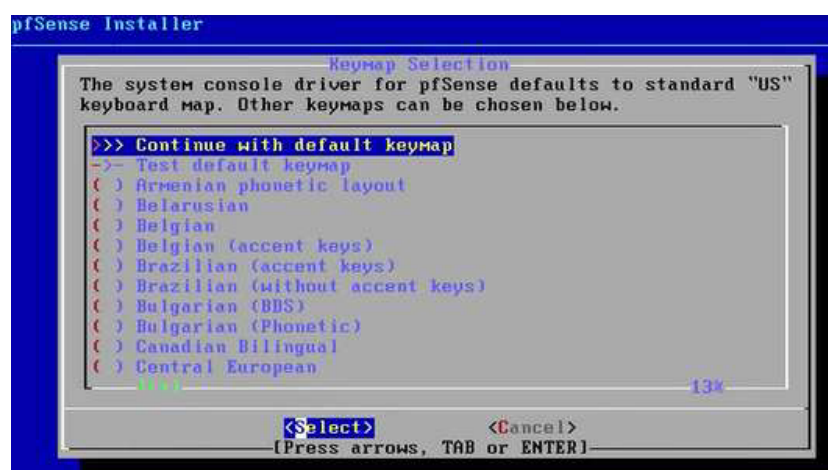 pfSense Installer
Keymap Selection
The system console driver for pfSense defaults to standard "US"
keyboard map. Other keymaps can be chosen below.
>>> Continue with default keymap
->- Test default keymap
( ) Armenian phonetic layout
( ) Belarusian
( ) Belgian
( ) Belgian (accent keys)
( ) Brazilian (accent keys)
( ) Brazilian (without accent keys)
( ) Bulgarian (BDS)
( ) Bulgarian (Phonetic)
( ) Canadian Bilingual
( ) Central European
13%
<Select> <Cancel>
[Press arrows, TAB or ENTER]